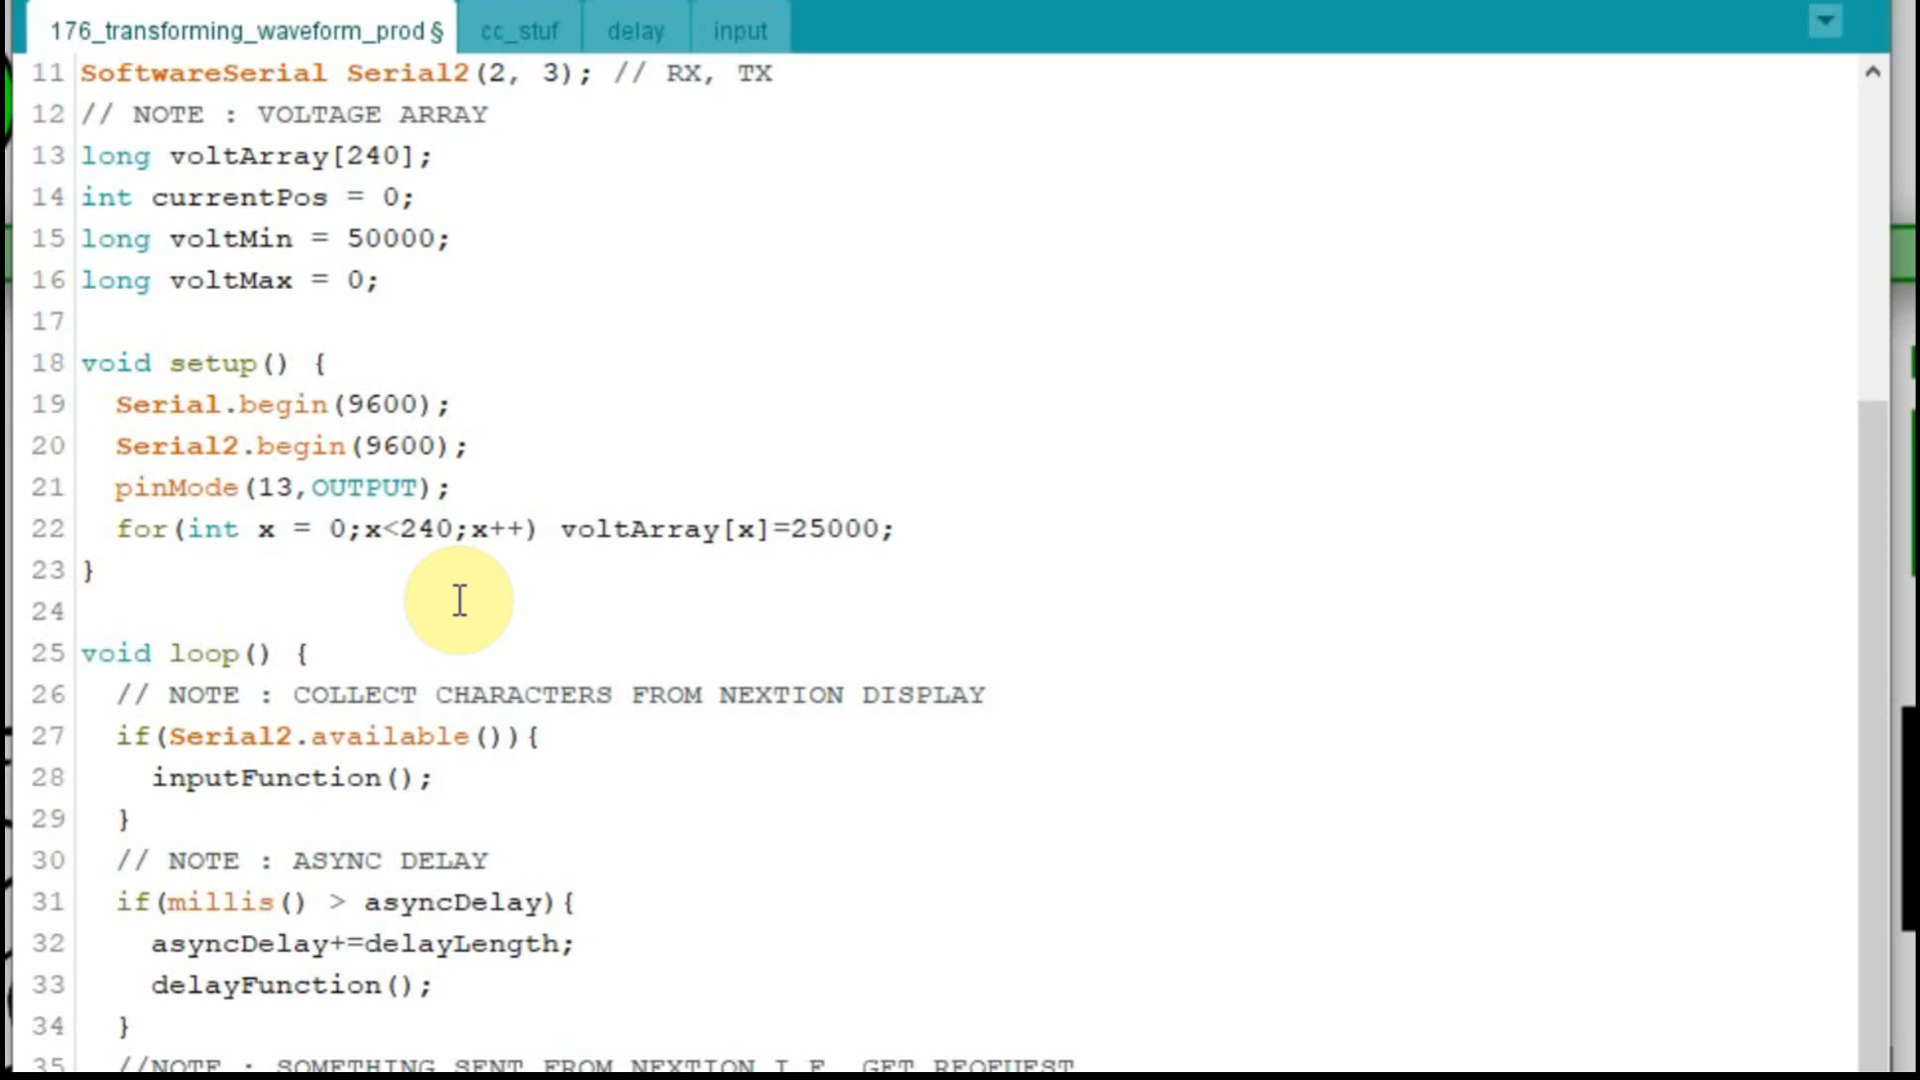 176_transforming_waveform_prod § cc_stuf delay input
11 SoftwareSerial Serial2(2, 3); // RX, TX
12 // NOTE : VOLTAGE ARRAY
13 long voltArray[240];
14 int currentPos = 0;
15 long voltMin = 50000;
16 long voltMax = 0;
17
18 void setup() {
19 Serial.begin(9600);
20 Serial2.begin(9600);
21 pinMode(13,OUTPUT);
22 for(int x = 0;x<240;x++) voltArray[x]=25000;
23 }
24
25 void loop() {
26 // NOTE : COLLECT CHARACTERS FROM NEXTION DISPLAY
27 if(Serial2.available()){
28 inputFunction();
29 }
30 // NOTE : ASYNC DELAY
31 if(millis() > asyncDelay){
32 asyncDelay+=delayLength;
33 delayFunction();
34 }
35 //NOTE : SOMETHING SENT FROM NEXTION I.E. GET REQFUEST